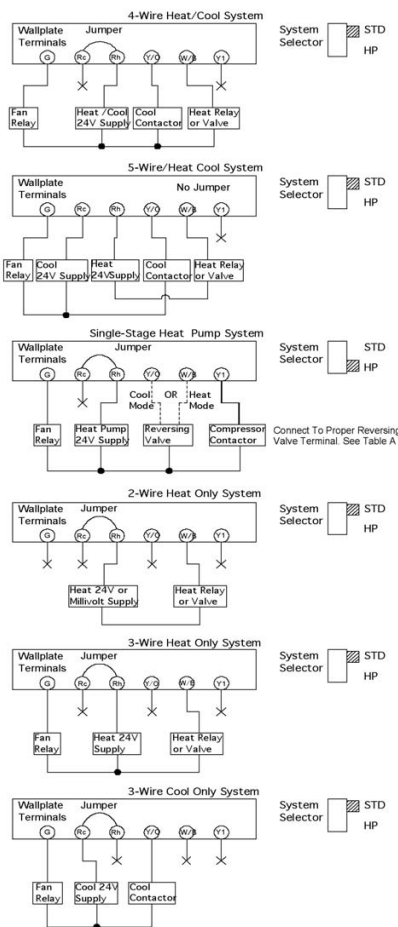 4-Wire Heat/Cool System
Wallplate Jumper
Terminals
G Rc Rh Y/O W/B Y1
Fan Relay
Heat /Cool 24V Supply
Cool Contactor
Heat Relay or Valve
System Selector
STD
HP
5-Wire/Heat Cool System
Wallplate Terminals
No Jumper
G Rc Rh Y/O W/B Y1
Fan Relay
Cool 24V Supply
Heat 24VSupply
Cool Contactor
Heat Relay or Valve
System Selector
STD
HP
Single-Stage Heat Pump System
Wallplate Jumper
Terminals
G Rc Rh Y/O W/B Y1
Cool Mode OR Heat Mode
Fan Relay
Heat Pump 24V Supply
Reversing Valve
Compressor Contactor
Connect To Proper Reversing
Valve Terminal. See Table A
System Selector
STD
HP
2-Wire Heat Only System
Wallplate Jumper
Terminals
G Rc Rh Y/O W/B Y1
Heat 24V or Millivolt Supply
Heat Relay or Valve
System Selector
STD
HP
3-Wire Heat Only System
Wallplate Jumper
Terminals
G Rc Rh Y/O W/B Y1
Fan Relay
Heat 24V Supply
Heat Relay or Valve
System Selector
STD
HP
3-Wire Cool Only System
Wallplate Jumper
Terminals
G Rc Rh Y/O W/B Y1
Fan Relay
Cool 24V Supply
Cool Contactor
System Selector
STD
HP